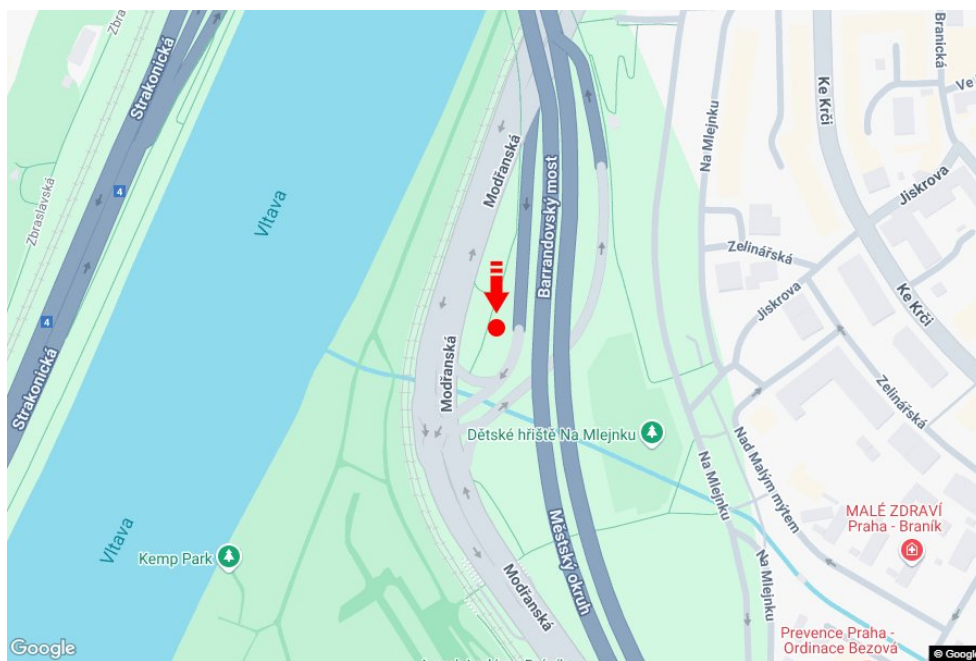 Zbra
Strakonická
4
Zbraslavská
4
Strakonická
Vltava
Vltava
Modřanská
Modřanská
Barrandovský most
Na Mlejnku
Zelinářská
Branická
Ve
Ke Krči
Jiskrova
Jiskrova
Ke Krči
Zelinářská
Dětské hřiště Na Mlejnku
Nad Malým mýtem
Na Mlejnku
MALÉ ZDRAVÍ
Praha - Braník
Městský okruh
Kemp Park
Modřanská
Na Mlejnku
Prevence Praha -
Ordinace Bezová
Google
© Google